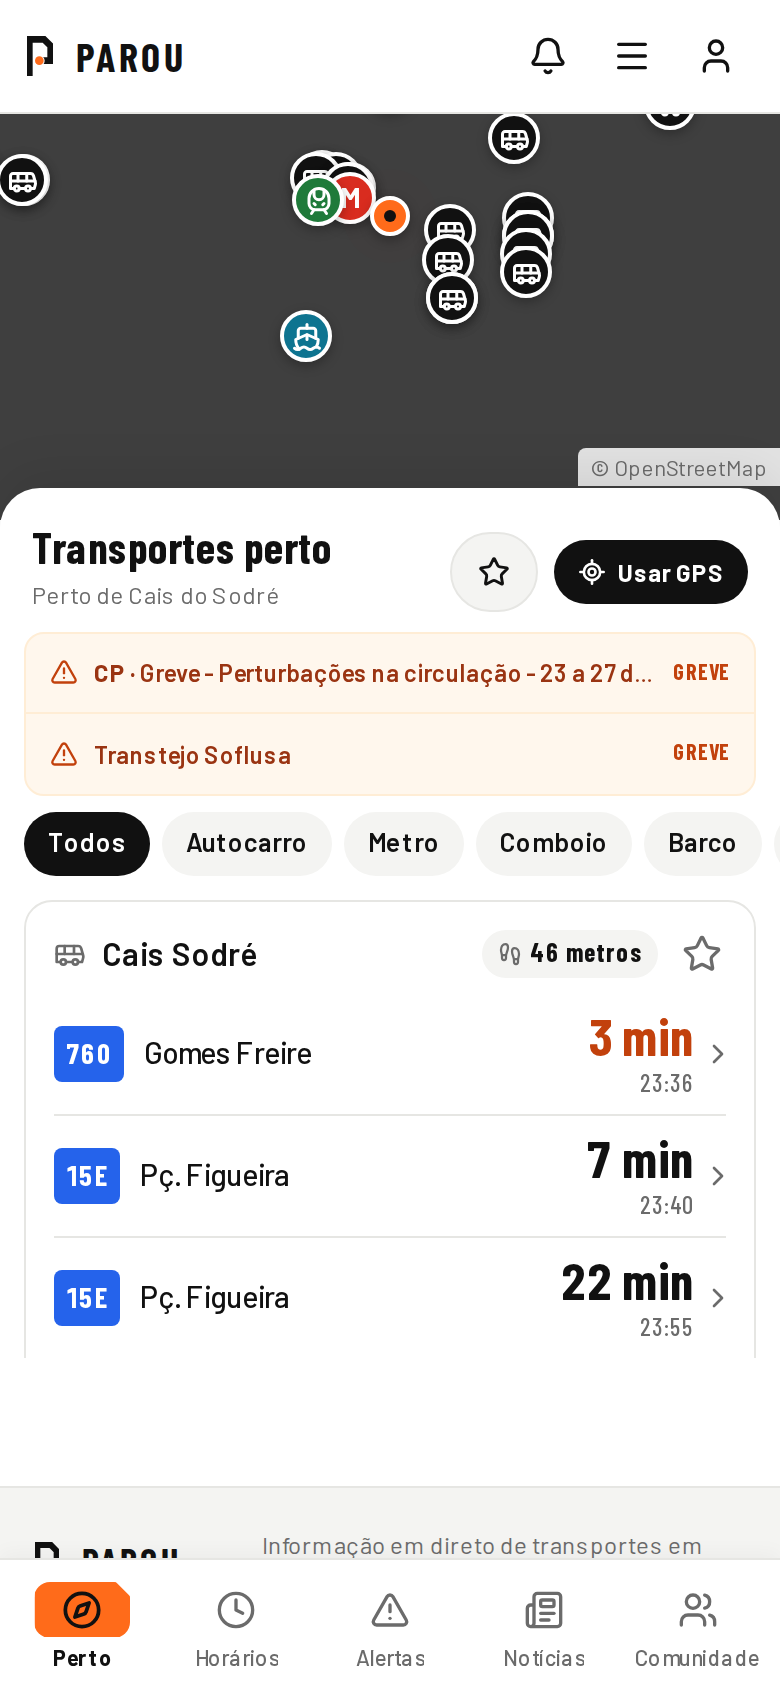 PAROU
M
© OpenStreetMap
Transportes perto
Perto de Cais do Sodré
Usar GPS
CP · Greve - Perturbações na circulação - 23 a 27 d...
GREVE
Transtejo Soflusa
GREVE
Todos
Autocarro
Metro
Comboio
Barco
Cais Sodré
46 metros
760
Gomes Freire
3 min
23:36
15E
Pç. Figueira
7 min
23:40
15E
Pç. Figueira
22 min
23:55
PAROU
Informação em direto de transportes em
Perto
Horários
Alertas
Notícias
Comunidade